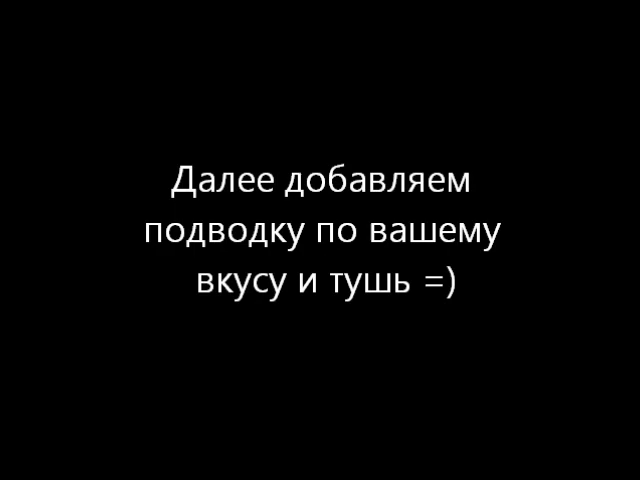 Далее добавляем
подводку по вашему
вкусу и тушь =)